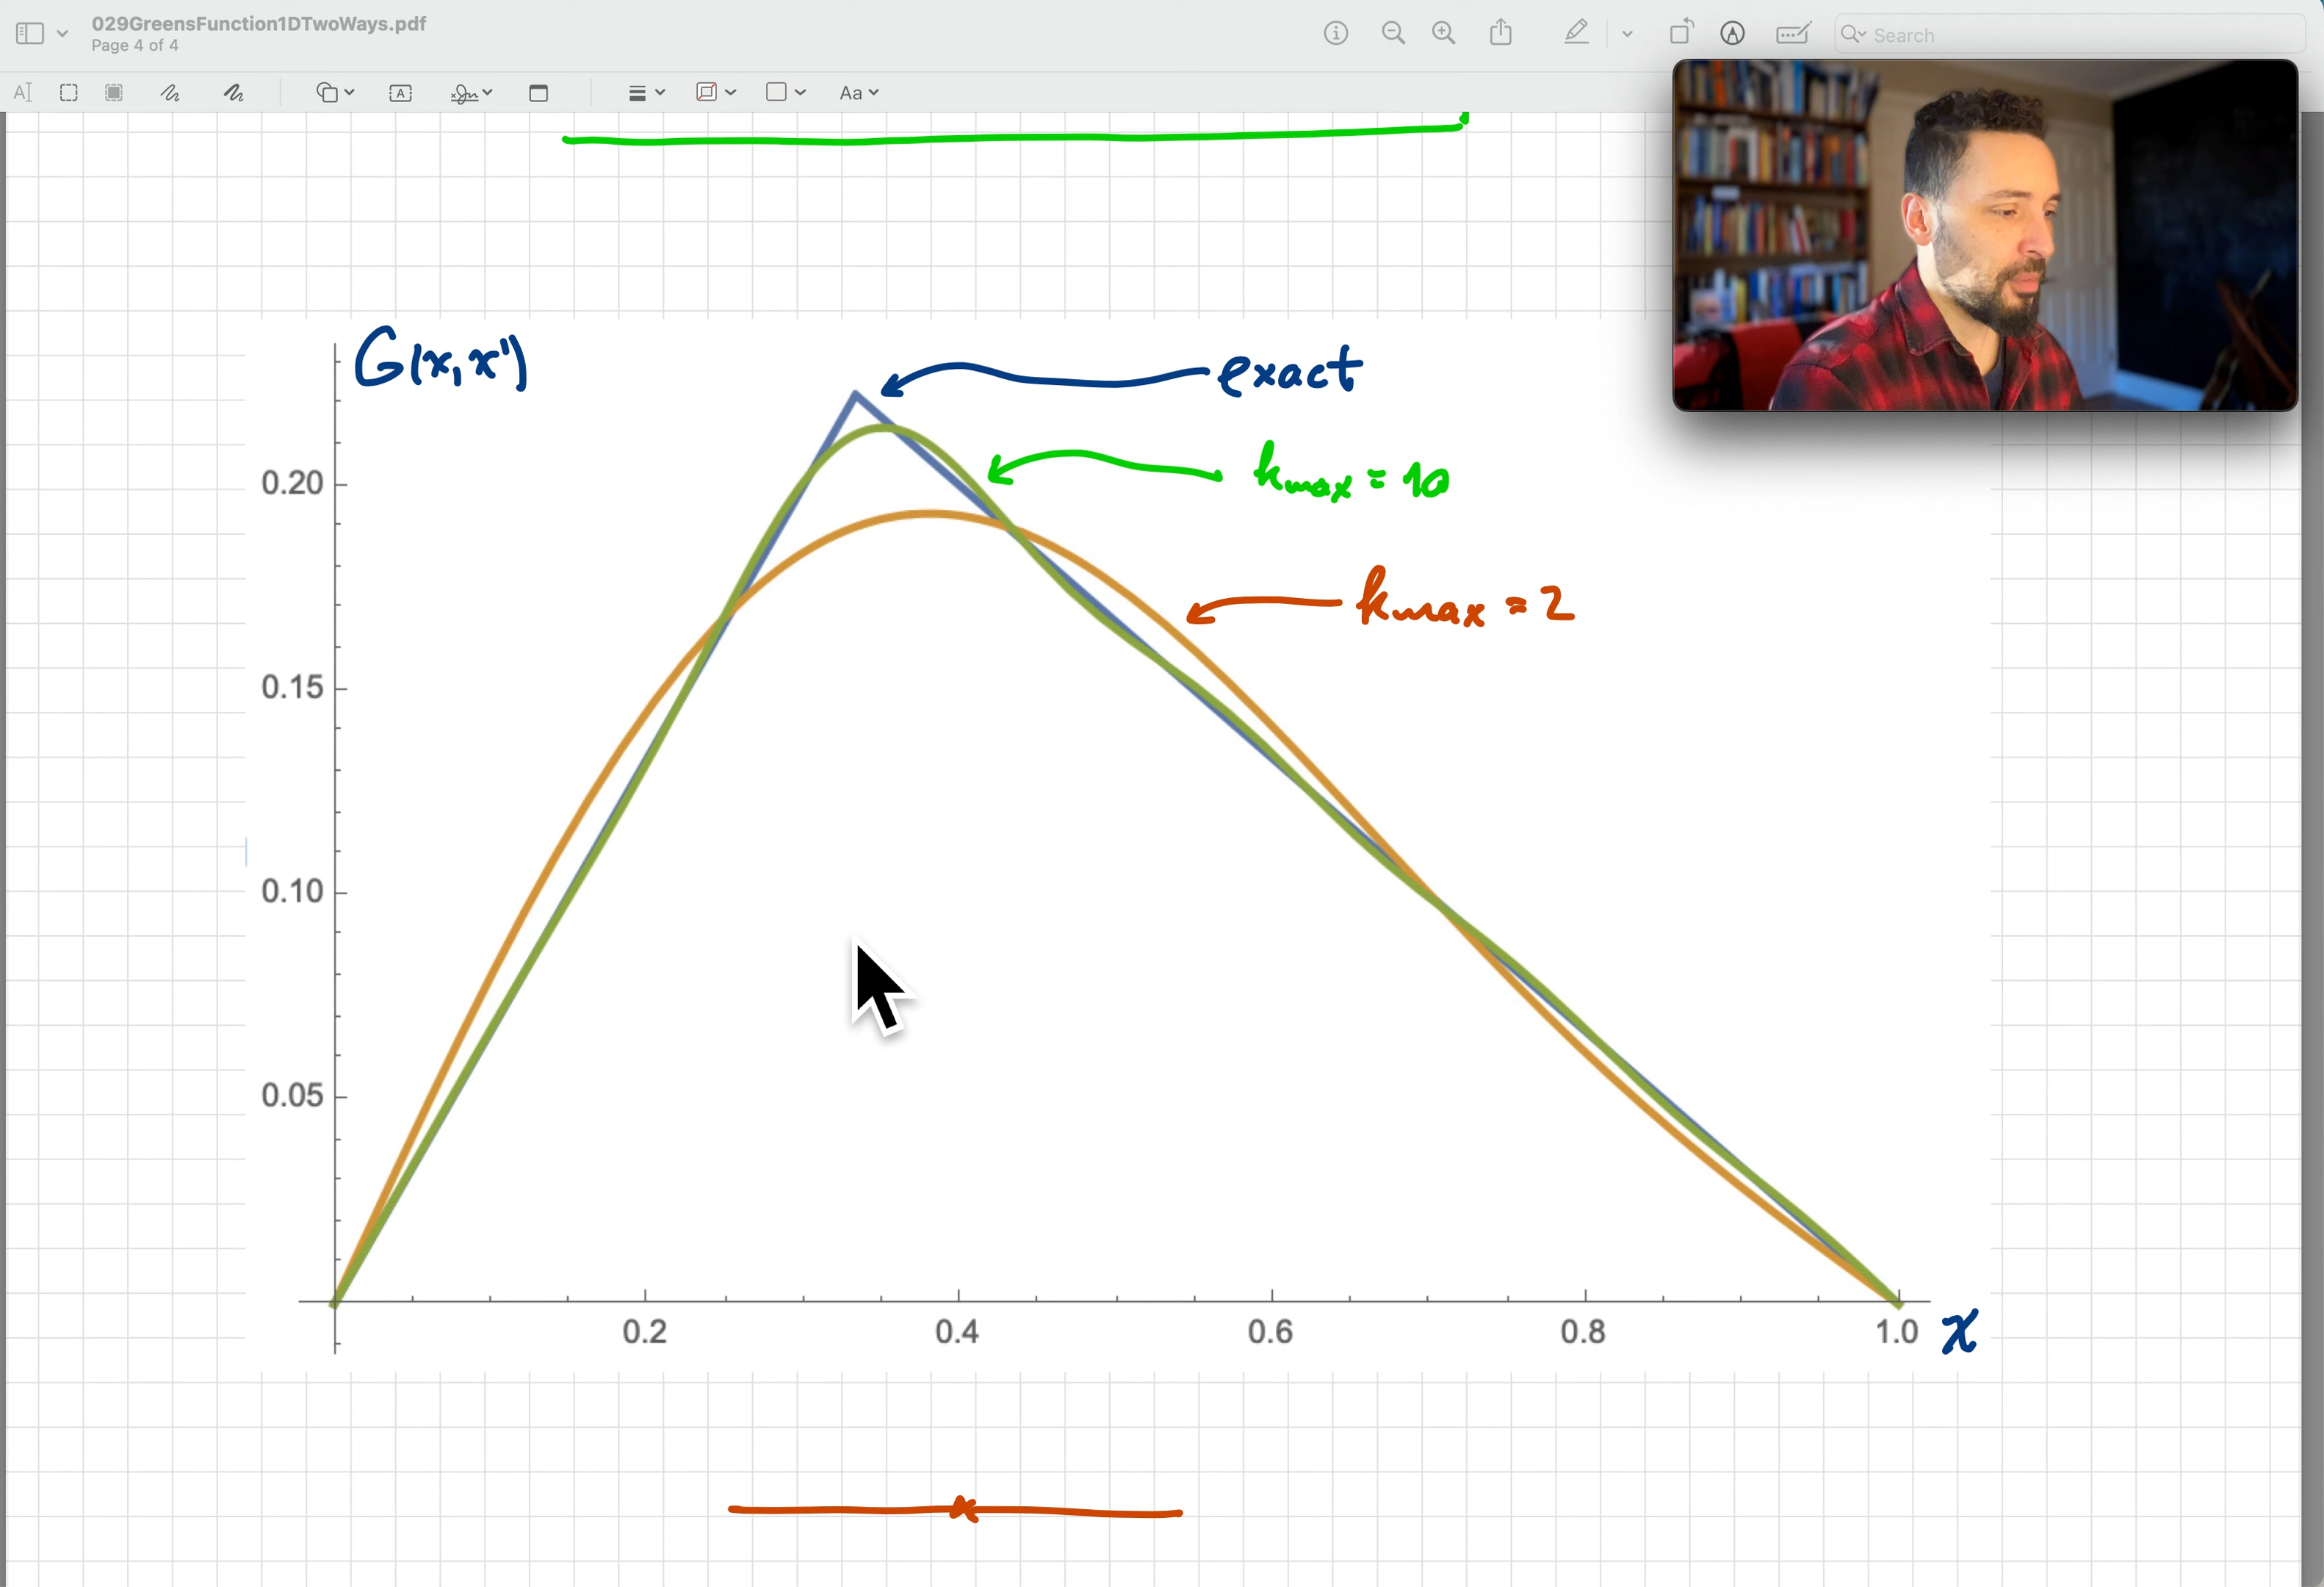 029GreensFunction1DTwoWays.pdf
Page 4 of 4
Search
A
A
Aa
G(x,x')
exact
kmax = 10
kmax = 2
0.20
0.15
0.10
0.05
0.2 0.4 0.6 0.8 1.0 x